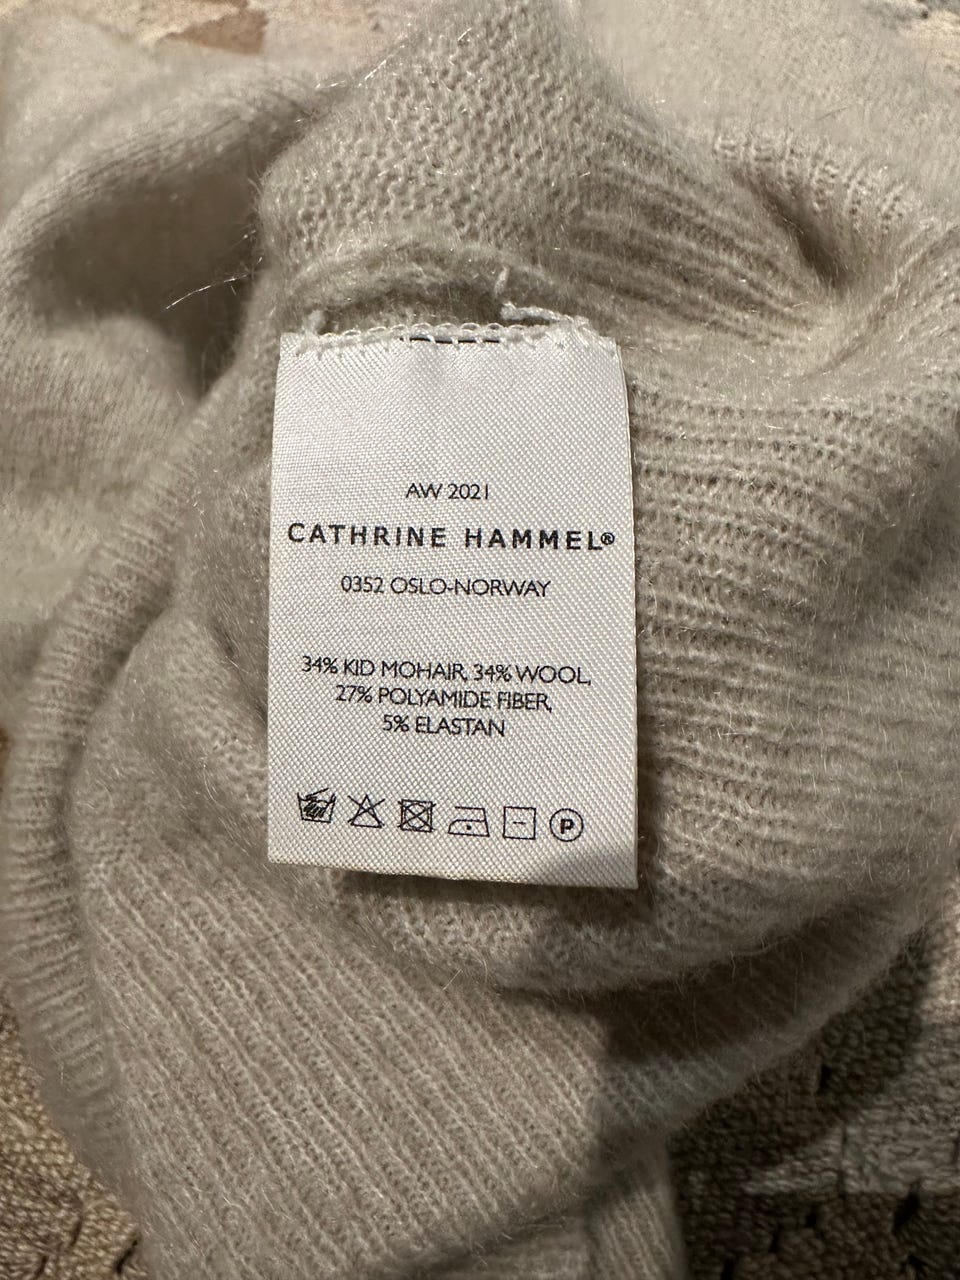 AW 2021
CATHRINE HAMMEL®
0352 OSLO-NORWAY
34% KID MOHAIR, 34% WOOL,
27% POLYAMIDE FIBER,
5% ELASTAN
P